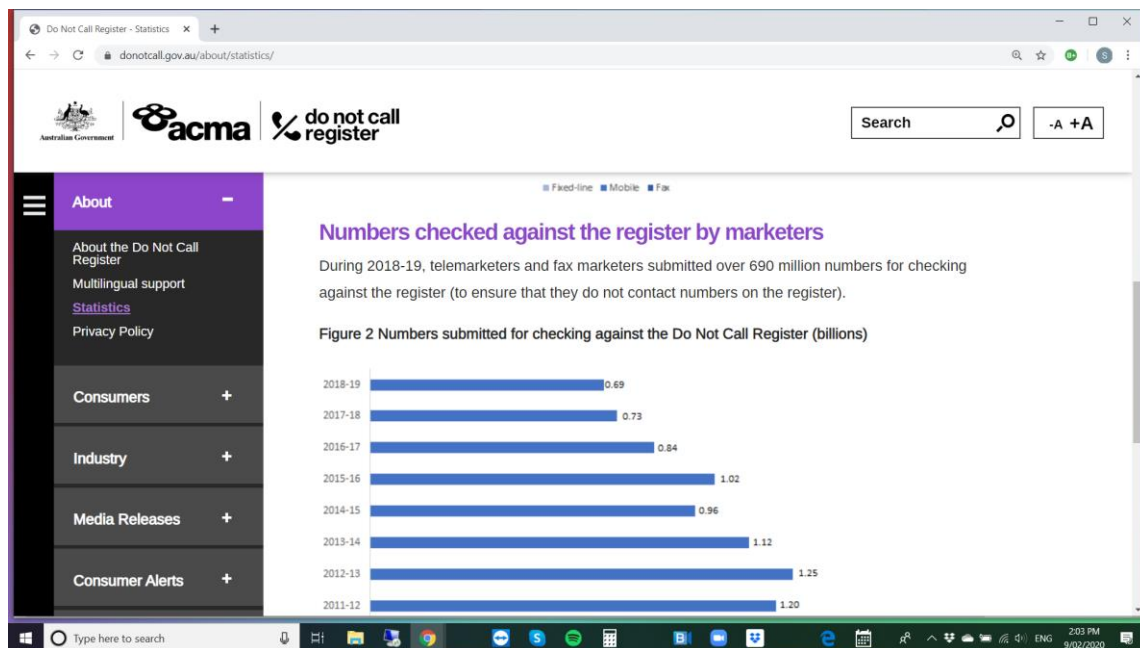 Do Not Call Register - Statistics
donotcall.gov.au/about/statistics/
S
Australian Government
acma
do not call
register
Search
-A +A
About
About the Do Not Call
Register
Multilingual support
Statistics
Privacy Policy
Consumers +
Industry +
Media Releases +
Consumer Alerts +
Fixed-line Mobile Fax
Numbers checked against the register by marketers
During 2018-19, telemarketers and fax marketers submitted over 690 million numbers for checking
against the register (to ensure that they do not contact numbers on the register).
Figure 2 Numbers submitted for checking against the Do Not Call Register (billions)
2018-19 0.69
2017-18 0.73
2016-17 0.84
2015-16 1.02
2014-15 0.96
2013-14 1.12
2012-13 1.25
2011-12 1.20
Type here to search
ENG
2:03 PM
9/02/2020